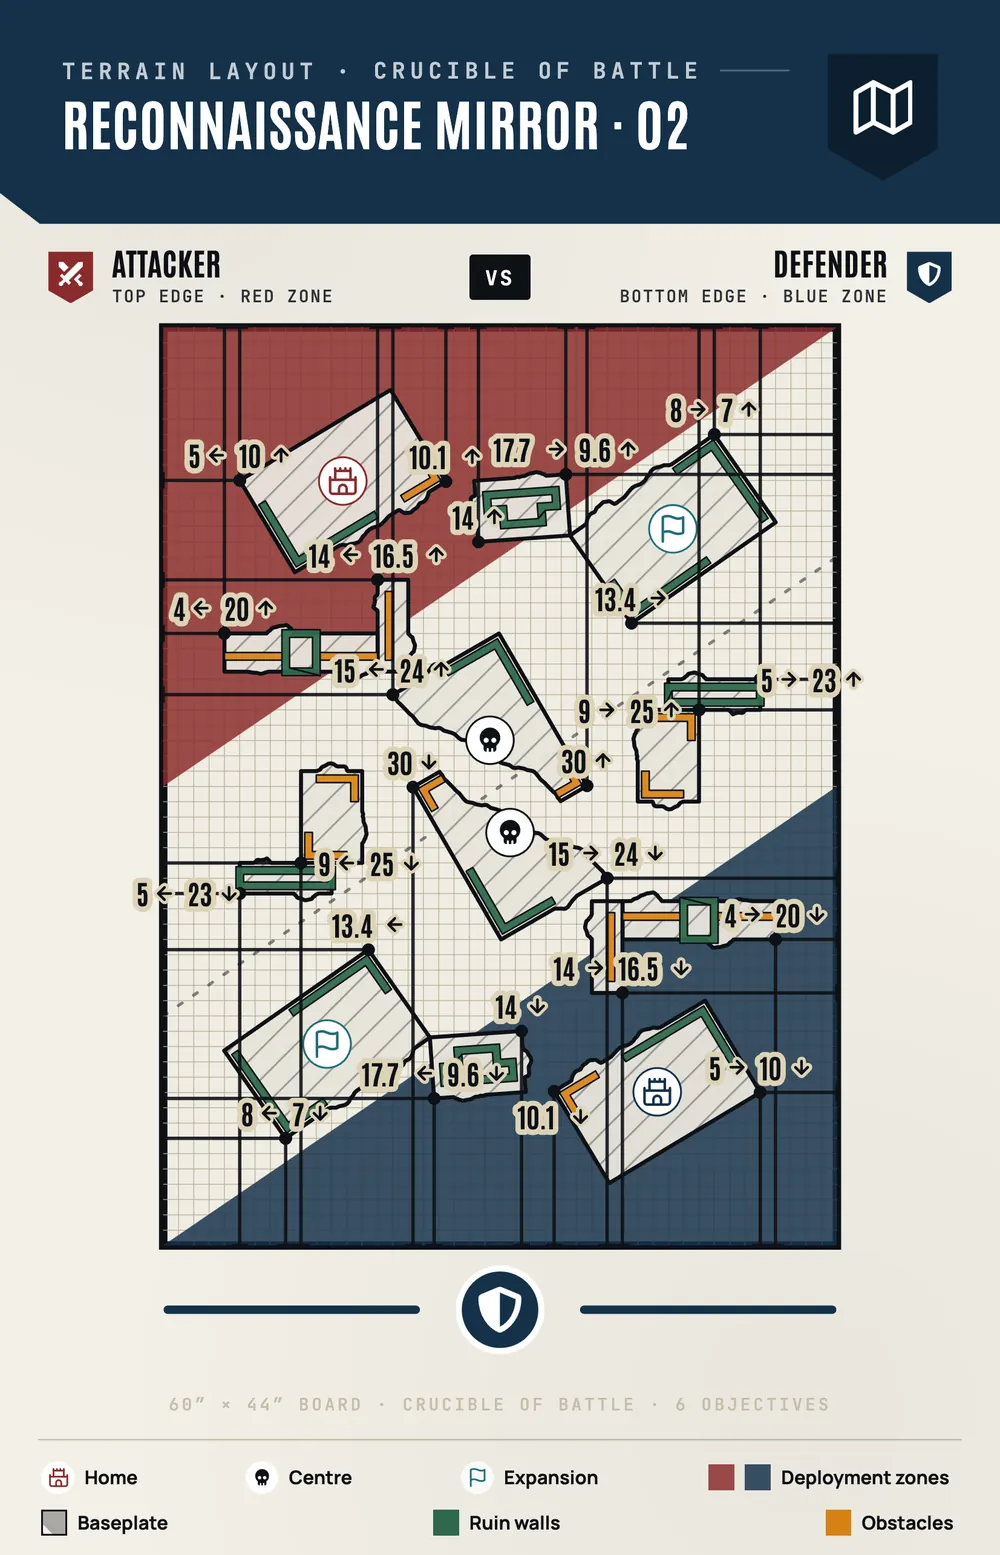 TERRAIN LAYOUT · CRUCIBLE OF BATTLE
RECONNAISSANCE MIRROR · 02
ATTACKER
TOP EDGE · RED ZONE
VS
DEFENDER
BOTTOM EDGE · BLUE ZONE
8 → 7 ↑
5 ← 10 ↑
10.1 ↑
17.7 → 9.6 ↑
14 ↑
14 ← 16.5 ↑
13.4 →
4 ← 20 ↑
15 ← 24 ↑
5 → 23 ↑
9 → 25 ↑
30 ↓
30 ↑
15 → 24 ↓
9 ← 25 ↓
5 ← 23 ↓
13.4 ←
4 → 20 ↓
14 → 16.5 ↓
14 ↓
17.7 ← 9.6 ↓
5 → 10 ↓
8 ← 7 ↓
10.1 ↓
60″ × 44″ BOARD · CRUCIBLE OF BATTLE · 6 OBJECTIVES
Home
Centre
Expansion
Deployment zones
Baseplate
Ruin walls
Obstacles